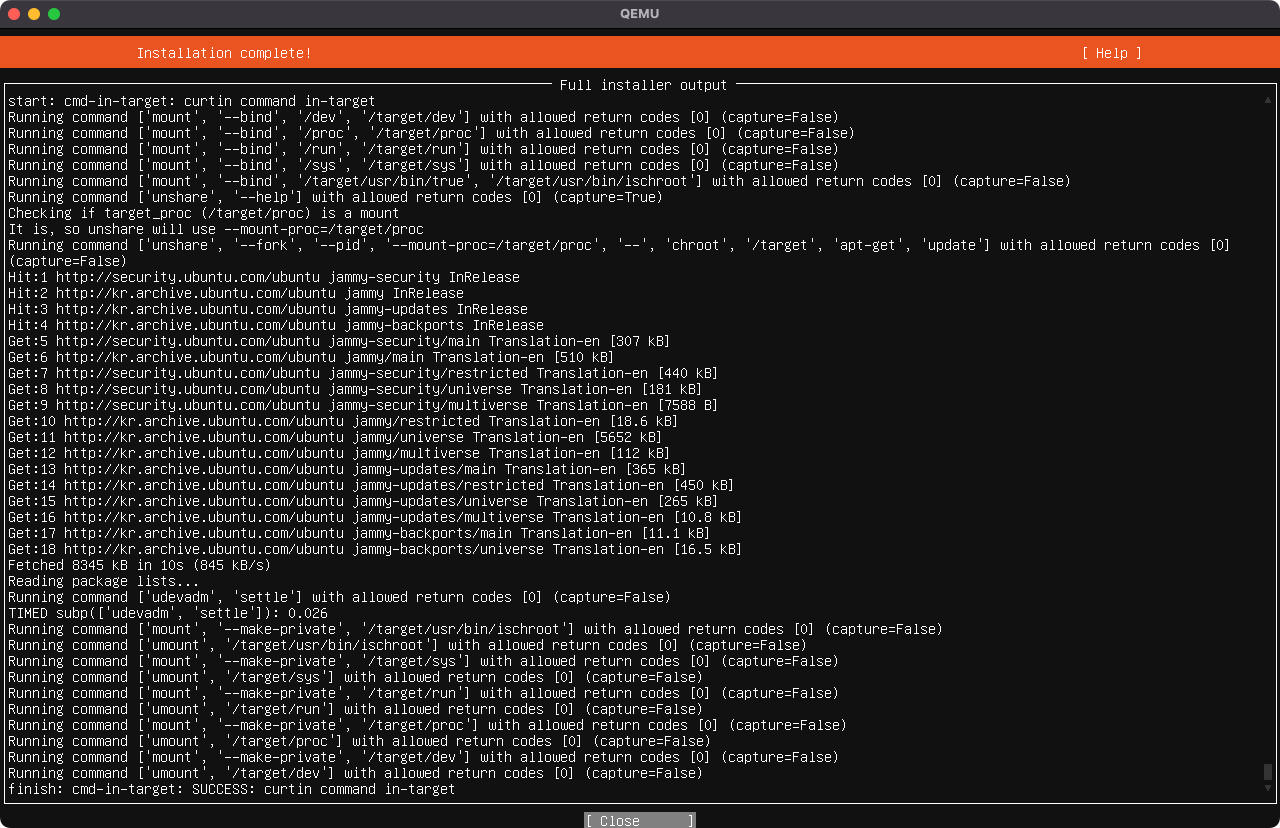 QEMU
Installation complete!
[ Help ]
Full installer output
start: cmd-in-target: curtin command in-target
Running command ['mount', '--bind', '/dev', '/target/dev'] with allowed return codes [0] (capture=False)
Running command ['mount', '--bind', '/proc', '/target/proc'] with allowed return codes [0] (capture=False)
Running command ['mount', '--bind', '/run', '/target/run'] with allowed return codes [0] (capture=False)
Running command ['mount', '--bind', '/sys', '/target/sys'] with allowed return codes [0] (capture=False)
Running command ['mount', '--bind', '/target/usr/bin/true', '/target/usr/bin/ischroot'] with allowed return codes [0] (capture=False)
Running command ['unshare', '--help'] with allowed return codes [0] (capture=True)
Checking if target_proc (/target/proc) is a mount
It is, so unshare will use --mount-proc=/target/proc
Running command ['unshare', '--fork', '--pid', '--mount-proc=/target/proc', '--', 'chroot', '/target', 'apt-get', 'update'] with allowed return codes [0]
(capture=False)
Hit:1 http://security.ubuntu.com/ubuntu jammy-security InRelease
Hit:2 http://kr.archive.ubuntu.com/ubuntu jammy InRelease
Hit:3 http://kr.archive.ubuntu.com/ubuntu jammy-updates InRelease
Hit:4 http://kr.archive.ubuntu.com/ubuntu jammy-backports InRelease
Get:5 http://security.ubuntu.com/ubuntu jammy-security/main Translation-en [307 kB]
Get:6 http://kr.archive.ubuntu.com/ubuntu jammy/main Translation-en [510 kB]
Get:7 http://security.ubuntu.com/ubuntu jammy-security/restricted Translation-en [440 kB]
Get:8 http://security.ubuntu.com/ubuntu jammy-security/universe Translation-en [181 kB]
Get:9 http://security.ubuntu.com/ubuntu jammy-security/multiverse Translation-en [7588 B]
Get:10 http://kr.archive.ubuntu.com/ubuntu jammy/restricted Translation-en [18.6 kB]
Get:11 http://kr.archive.ubuntu.com/ubuntu jammy/universe Translation-en [5652 kB]
Get:12 http://kr.archive.ubuntu.com/ubuntu jammy/multiverse Translation-en [112 kB]
Get:13 http://kr.archive.ubuntu.com/ubuntu jammy-updates/main Translation-en [365 kB]
Get:14 http://kr.archive.ubuntu.com/ubuntu jammy-updates/restricted Translation-en [450 kB]
Get:15 http://kr.archive.ubuntu.com/ubuntu jammy-updates/universe Translation-en [265 kB]
Get:16 http://kr.archive.ubuntu.com/ubuntu jammy-updates/multiverse Translation-en [10.8 kB]
Get:17 http://kr.archive.ubuntu.com/ubuntu jammy-backports/main Translation-en [11.1 kB]
Get:18 http://kr.archive.ubuntu.com/ubuntu jammy-backports/universe Translation-en [16.5 kB]
Fetched 8345 kB in 10s (845 kB/s)
Reading package lists...
Running command ['udevadm', 'settle'] with allowed return codes [0] (capture=False)
TIMED subp(['udevadm', 'settle']): 0.026
Running command ['mount', '--make-private', '/target/usr/bin/ischroot'] with allowed return codes [0] (capture=False)
Running command ['umount', '/target/usr/bin/ischroot'] with allowed return codes [0] (capture=False)
Running command ['mount', '--make-private', '/target/sys'] with allowed return codes [0] (capture=False)
Running command ['umount', '/target/sys'] with allowed return codes [0] (capture=False)
Running command ['mount', '--make-private', '/target/run'] with allowed return codes [0] (capture=False)
Running command ['umount', '/target/run'] with allowed return codes [0] (capture=False)
Running command ['mount', '--make-private', '/target/proc'] with allowed return codes [0] (capture=False)
Running command ['umount', '/target/proc'] with allowed return codes [0] (capture=False)
Running command ['mount', '--make-private', '/target/dev'] with allowed return codes [0] (capture=False)
Running command ['umount', '/target/dev'] with allowed return codes [0] (capture=False)
finish: cmd-in-target: SUCCESS: curtin command in-target
[ Close ]